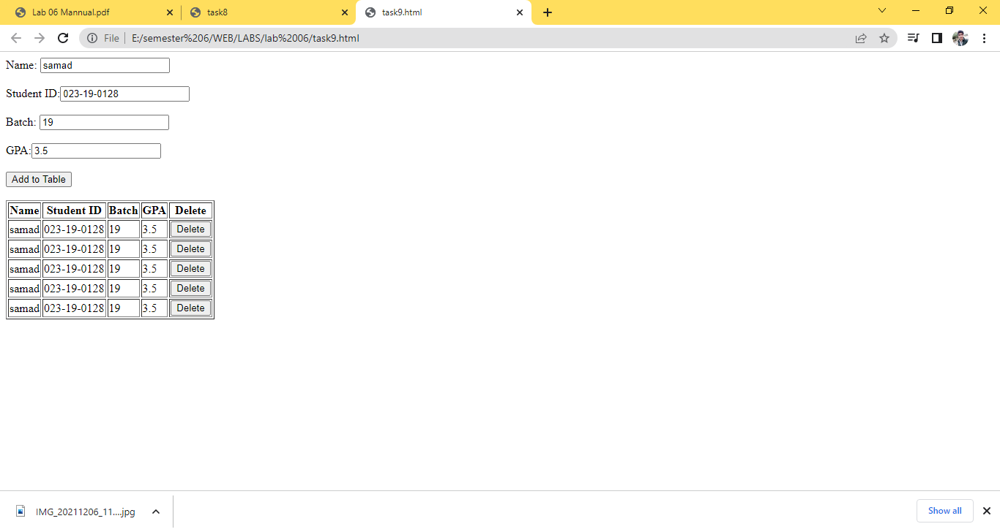 Lab 06 Mannual.pdf
task8
task9.html
File
E:/semester%206/WEB/LABS/lab%2006/task9.html
Name: samad
Student ID: 023-19-0128
Batch: 19
GPA: 3.5
Add to Table
Name Student ID Batch GPA Delete
samad 023-19-0128 19 3.5 Delete
samad 023-19-0128 19 3.5 Delete
samad 023-19-0128 19 3.5 Delete
samad 023-19-0128 19 3.5 Delete
samad 023-19-0128 19 3.5 Delete
IMG_20211206_11....jpg
Show all